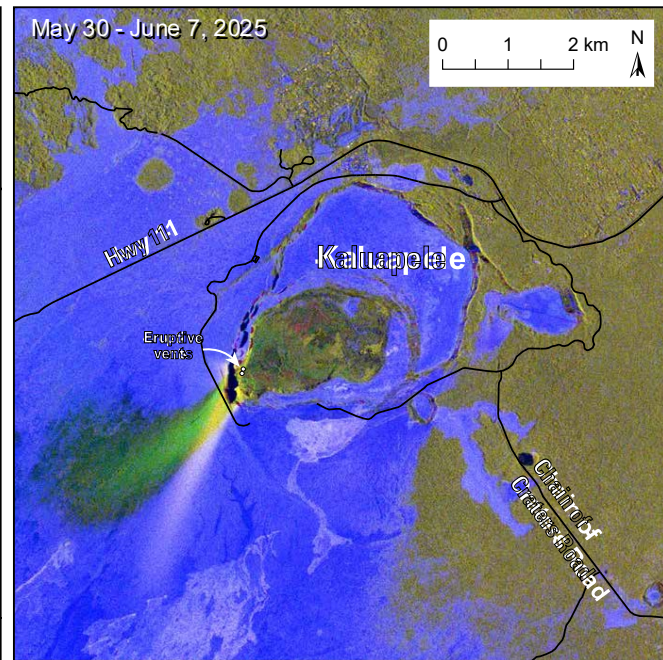 May 30 - June 7, 2025
0 1 2 km
N
Hwy 11
Kaluapele
Eruptive
vents
Chain of
Craters Road